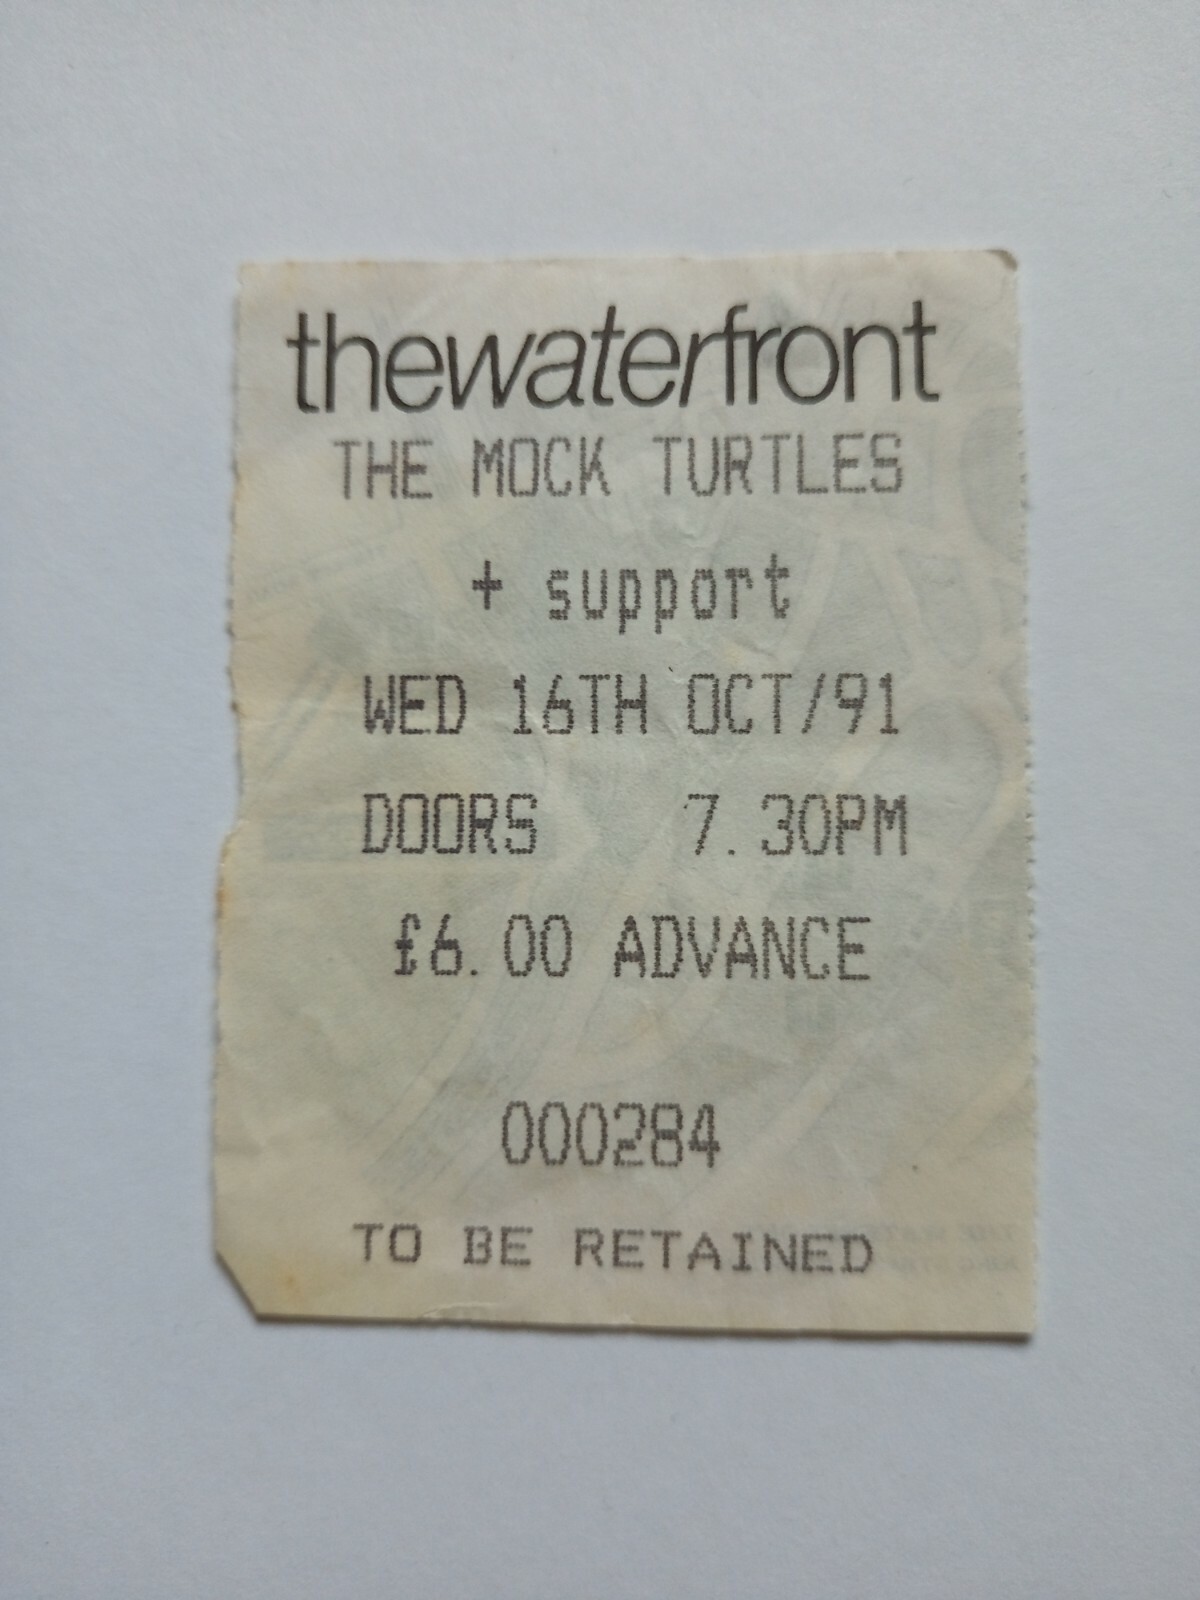 thewaterfront
THE MOCK TURTLES
+ support
WED 16TH OCT/91
DOORS 7.30PM
£6.00 ADVANCE
000284
TO BE RETAINED